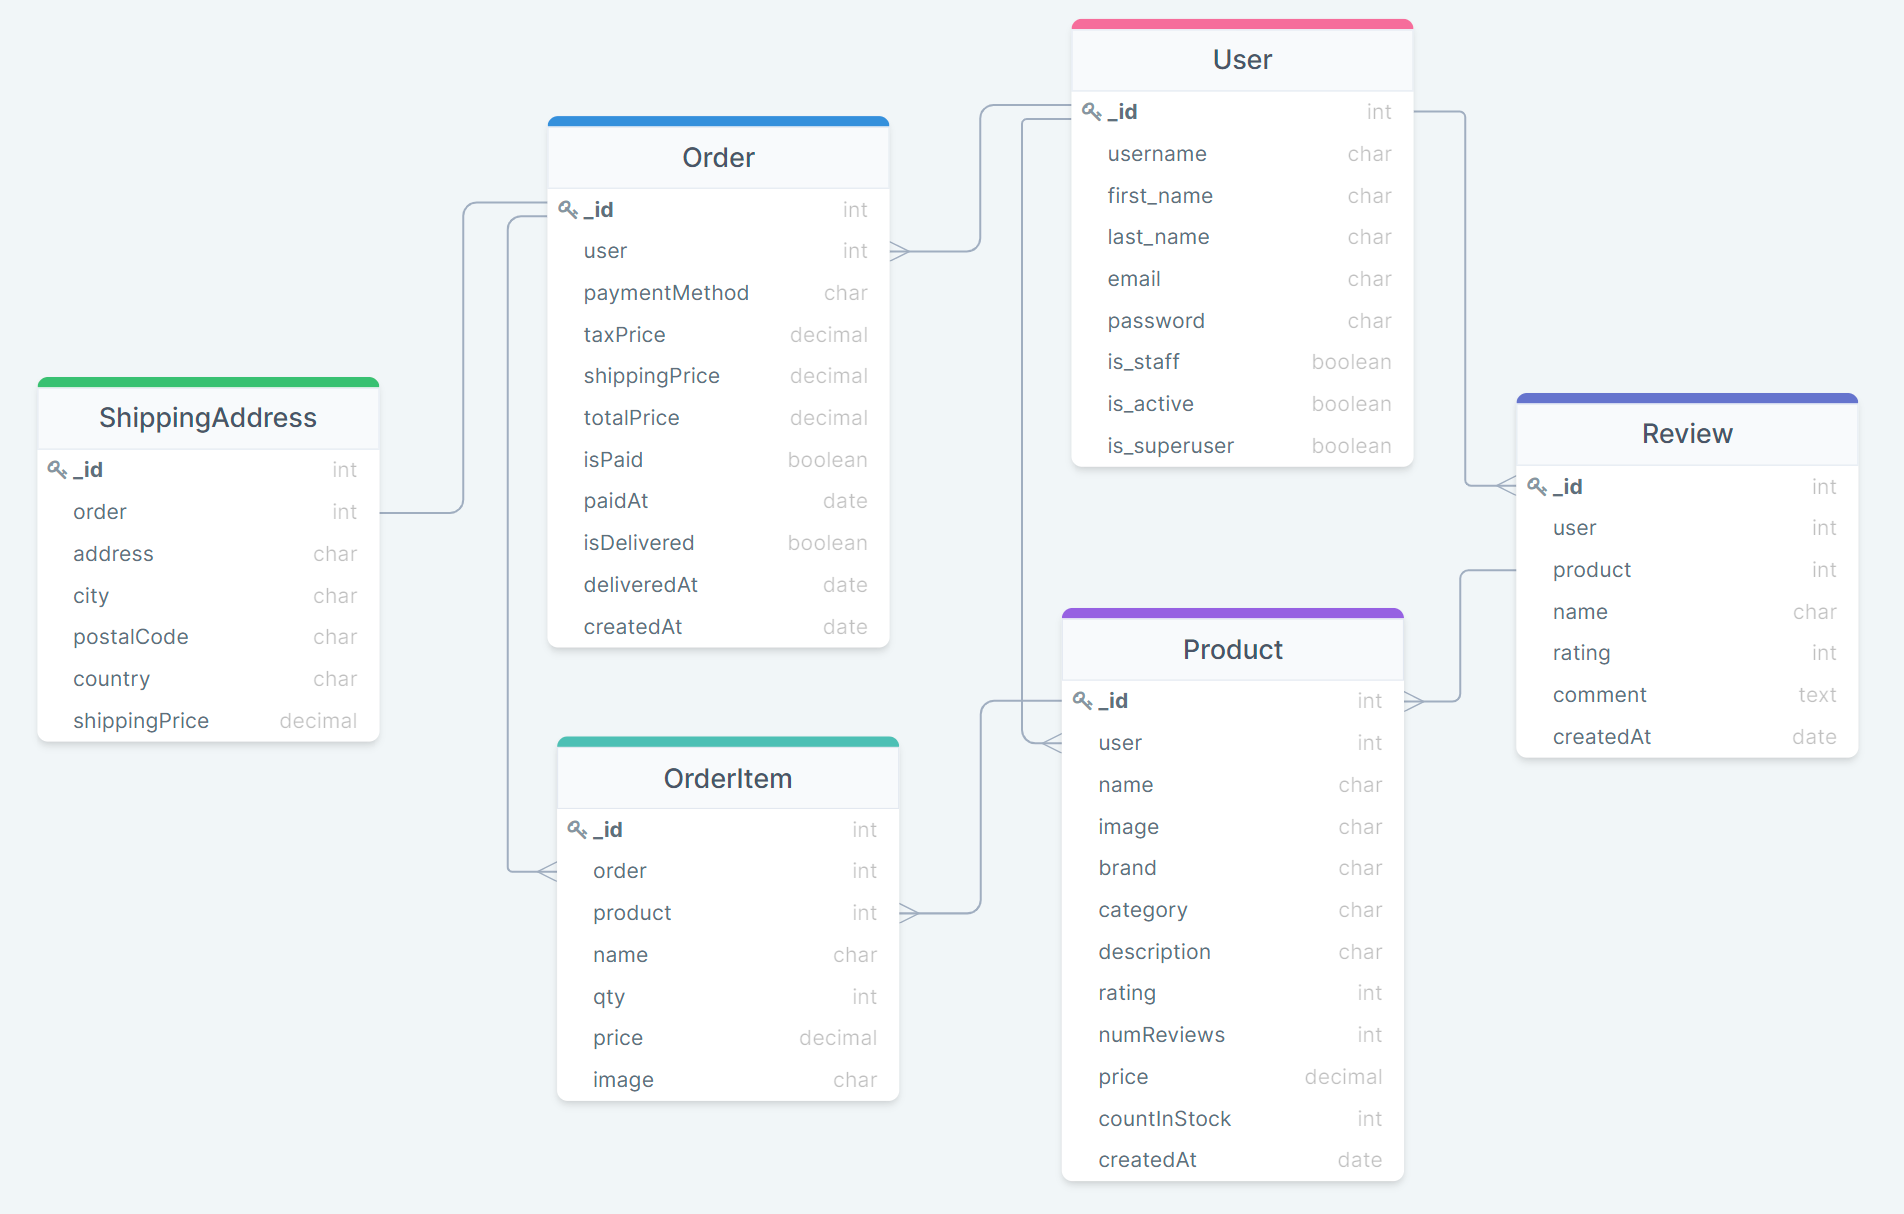 User
_id int
username char
first_name char
last_name char
email char
password char
is_staff boolean
is_active boolean
is_superuser boolean
Order
_id int
user int
paymentMethod char
taxPrice decimal
shippingPrice decimal
totalPrice decimal
isPaid boolean
paidAt date
isDelivered boolean
deliveredAt date
createdAt date
ShippingAddress
_id int
order int
address char
city char
postalCode char
country char
shippingPrice decimal
Review
_id int
user int
product int
name char
rating int
comment text
createdAt date
Product
_id int
user int
name char
image char
brand char
category char
description char
rating int
numReviews int
price decimal
countInStock int
createdAt date
OrderItem
_id int
order int
product int
name char
qty int
price decimal
image char